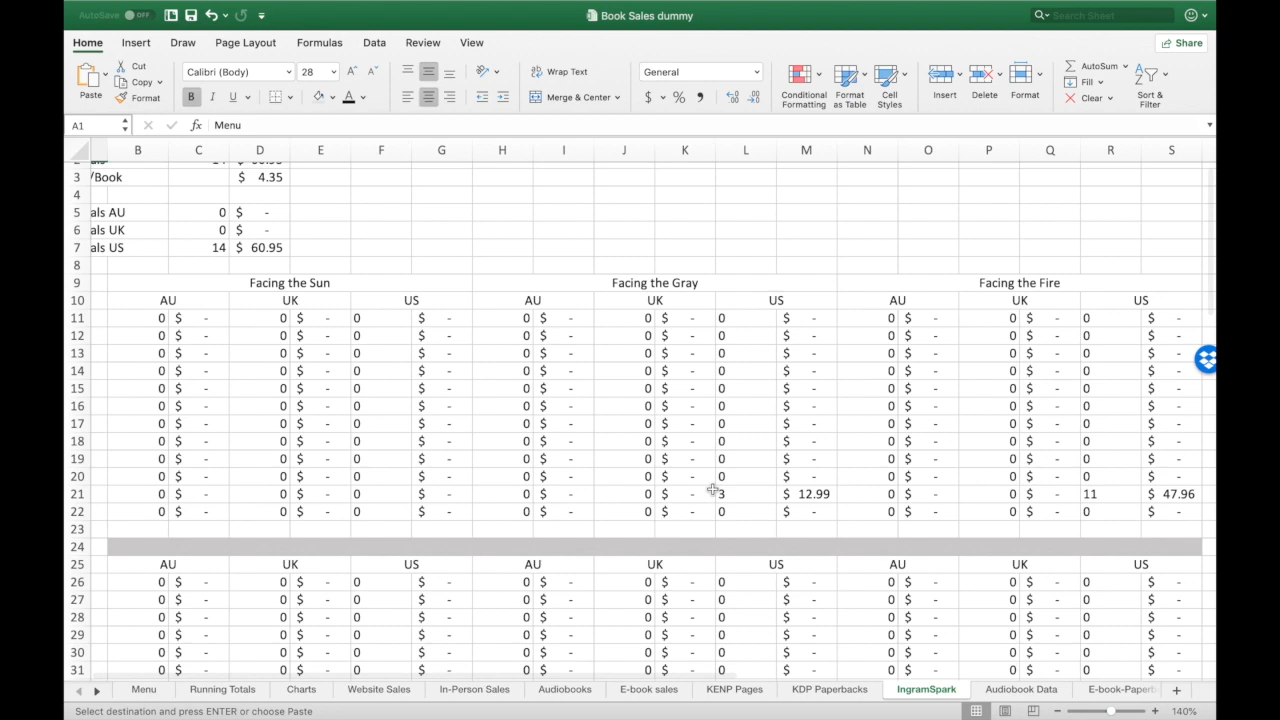 AutoSave OFF Book Sales dummy Search Sheet
Home Insert Draw Page Layout Formulas Data Review View Share
Paste Cut Copy Format
Calibri (Body) 28 A^ Aˇ
B I U A
Wrap Text
Merge & Center
General
$ % ,
Conditional Formatting
Format as Table
Cell Styles
Insert Delete Format
AutoSum
Fill
Clear
Sort & Filter
A1 fx Menu
B C D E F G H I J K L M N O P Q R S
3 /Book $ 4.35
4
5 als AU 0 $ -
6 als UK 0 $ -
7 als US 14 $ 60.95
8
9 Facing the Sun Facing the Gray Facing the Fire
10 AU UK US AU UK US AU UK US
11 0 $ - 0 $ - 0 $ - 0 $ - 0 $ - 0 $ - 0 $ - 0 $ - 0 $ -
12 0 $ - 0 $ - 0 $ - 0 $ - 0 $ - 0 $ - 0 $ - 0 $ - 0 $ -
13 0 $ - 0 $ - 0 $ - 0 $ - 0 $ - 0 $ - 0 $ - 0 $ - 0 $ -
14 0 $ - 0 $ - 0 $ - 0 $ - 0 $ - 0 $ - 0 $ - 0 $ - 0 $ -
15 0 $ - 0 $ - 0 $ - 0 $ - 0 $ - 0 $ - 0 $ - 0 $ - 0 $ -
16 0 $ - 0 $ - 0 $ - 0 $ - 0 $ - 0 $ - 0 $ - 0 $ - 0 $ -
17 0 $ - 0 $ - 0 $ - 0 $ - 0 $ - 0 $ - 0 $ - 0 $ - 0 $ -
18 0 $ - 0 $ - 0 $ - 0 $ - 0 $ - 0 $ - 0 $ - 0 $ - 0 $ -
19 0 $ - 0 $ - 0 $ - 0 $ - 0 $ - 0 $ - 0 $ - 0 $ - 0 $ -
20 0 $ - 0 $ - 0 $ - 0 $ - 0 $ - 0 $ - 0 $ - 0 $ - 0 $ -
21 0 $ - 0 $ - 0 $ - 0 $ - 0 $ - 3 $ 12.99 0 $ - 0 $ - 11 $ 47.96
22 0 $ - 0 $ - 0 $ - 0 $ - 0 $ - 0 $ - 0 $ - 0 $ - 0 $ -
23
24
25 AU UK US AU UK US AU UK US
26 0 $ - 0 $ - 0 $ - 0 $ - 0 $ - 0 $ - 0 $ - 0 $ - 0 $ -
27 0 $ - 0 $ - 0 $ - 0 $ - 0 $ - 0 $ - 0 $ - 0 $ - 0 $ -
28 0 $ - 0 $ - 0 $ - 0 $ - 0 $ - 0 $ - 0 $ - 0 $ - 0 $ -
29 0 $ - 0 $ - 0 $ - 0 $ - 0 $ - 0 $ - 0 $ - 0 $ - 0 $ -
30 0 $ - 0 $ - 0 $ - 0 $ - 0 $ - 0 $ - 0 $ - 0 $ - 0 $ -
31 0 $ - 0 $ - 0 $ - 0 $ - 0 $ - 0 $ - 0 $ - 0 $ - 0 $ -
Menu Running Totals Charts Website Sales In-Person Sales Audiobooks E-book sales KENP Pages KDP Paperbacks IngramSpark Audiobook Data E-book-Paperb
Select destination and press ENTER or choose Paste 140%